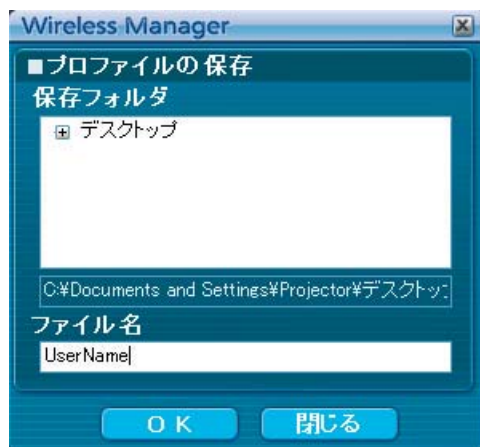 Wireless Manager
■プロファイルの保存
保存フォルダ
デスクトップ
C:¥Documents and Settings¥Projector¥デスクトッ
ファイル名
UserName
OK
閉じる